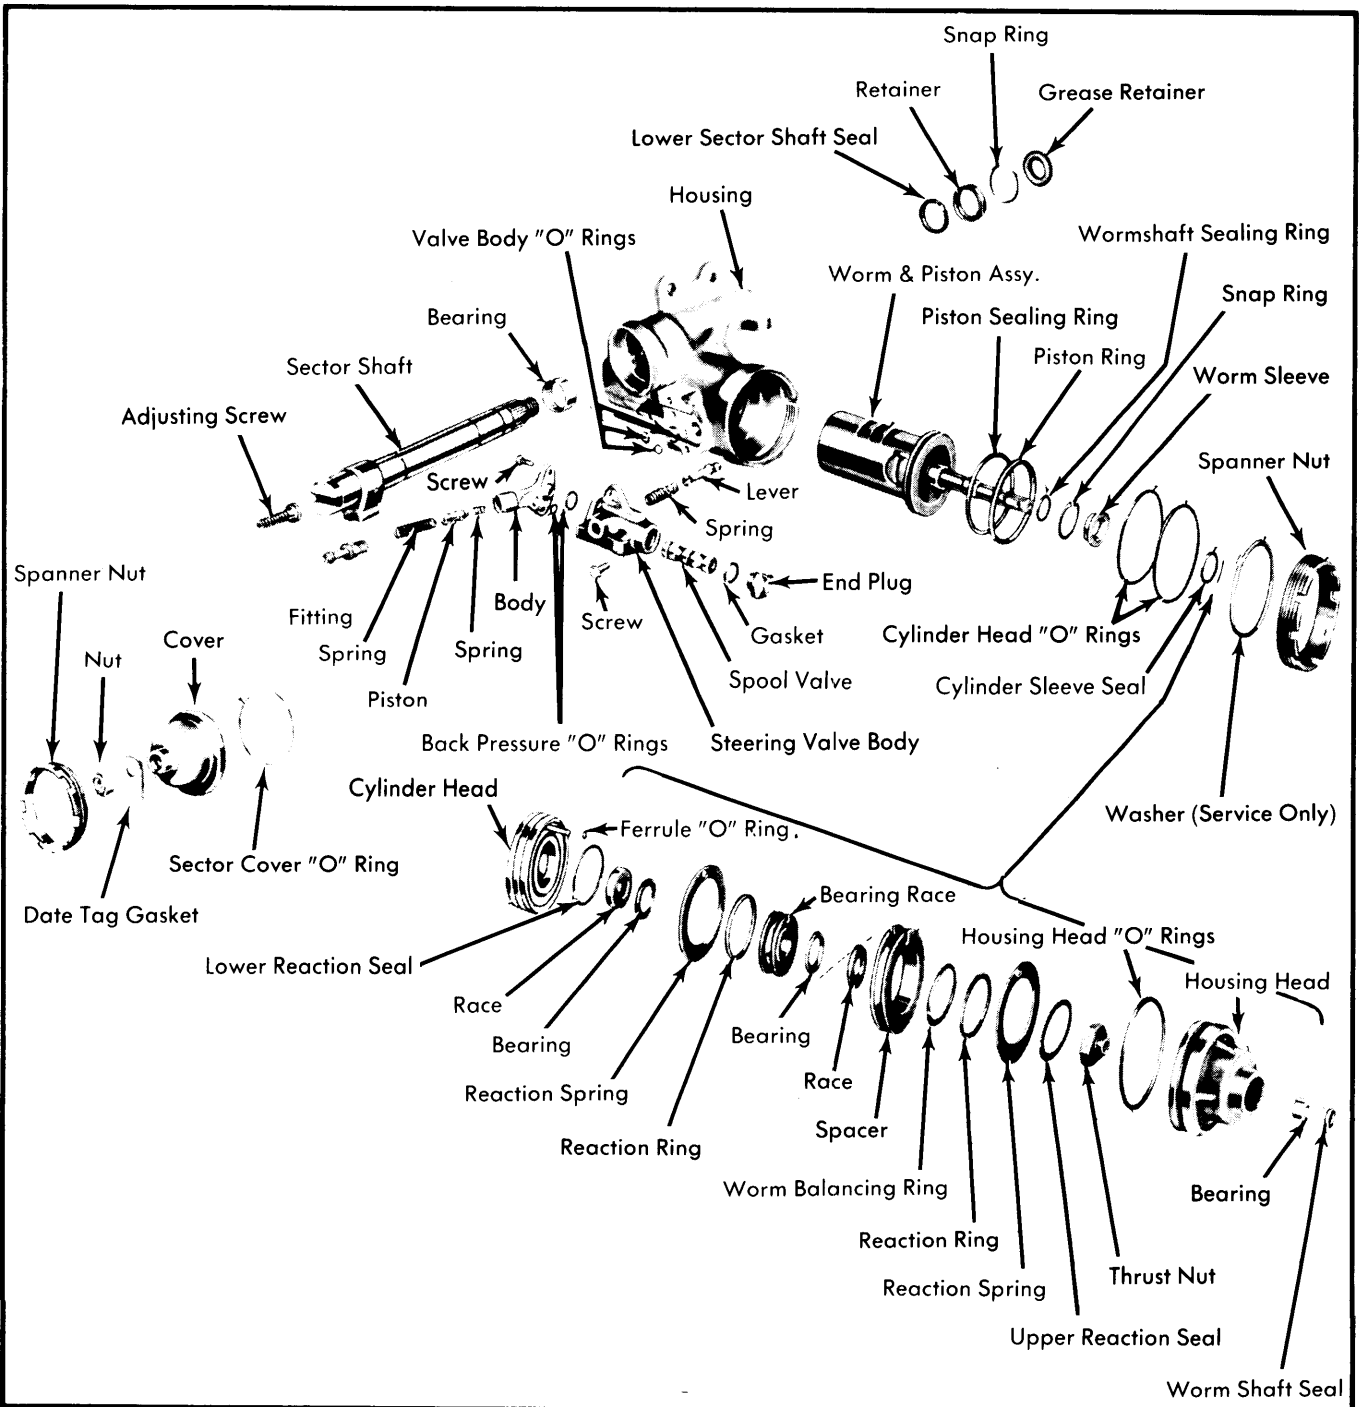 Snap Ring
Retainer
Grease Retainer
Lower Sector Shaft Seal
Housing
Valve Body "O" Rings
Wormshaft Sealing Ring
Worm & Piston Assy.
Snap Ring
Bearing
Piston Sealing Ring
Piston Ring
Sector Shaft
Worm Sleeve
Adjusting Screw
Spanner Nut
Screw
Lever
Spring
Spanner Nut
End Plug
Body
Fitting
Screw
Gasket
Cylinder Head "O" Rings
Cover
Spring
Spring
Nut
Spool Valve
Cylinder Sleeve Seal
Piston
Back Pressure "O" Rings
Steering Valve Body
Cylinder Head
Washer (Service Only)
Ferrule "O" Ring.
Sector Cover "O" Ring
Bearing Race
Date Tag Gasket
Housing Head "O" Rings
Lower Reaction Seal
Housing Head
Race
Bearing
Bearing
Race
Reaction Spring
Spacer
Reaction Ring
Worm Balancing Ring
Bearing
Reaction Ring
Thrust Nut
Reaction Spring
Upper Reaction Seal
Worm Shaft Seal